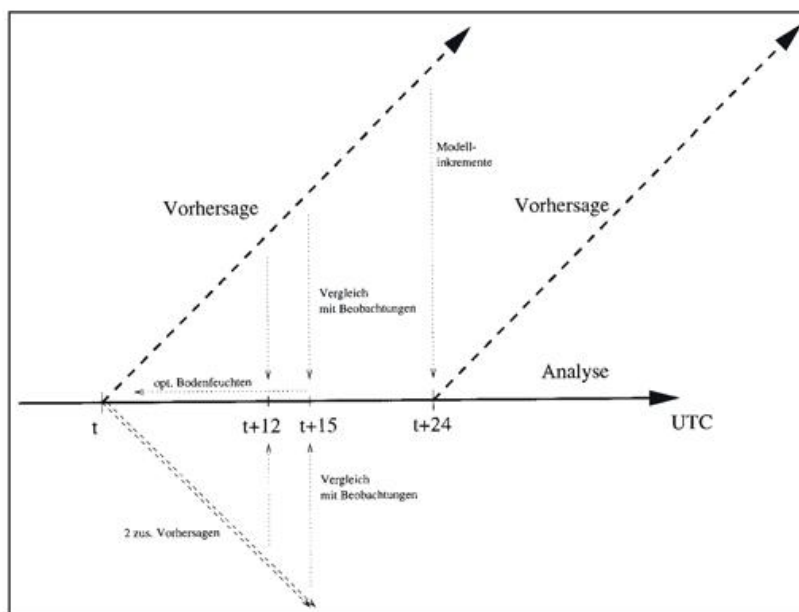 Modell-
inkremente
Vorhersage
Vorhersage
Vergleich
mit Beobachtungen
opt. Bodenfeuchten
Analyse
t
t+12
t+15
t+24
UTC
Vergleich
mit Beobachtungen
2 zus. Vorhersagen